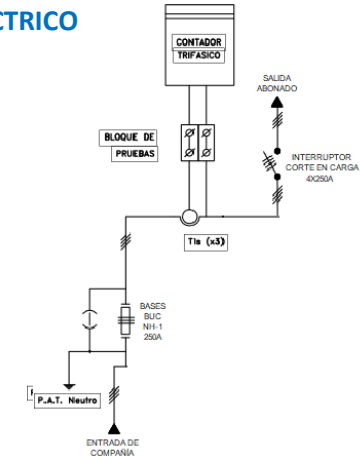 CTRICO
CONTADOR
TRIFASICO
SALIDA
ABONADO
BLOQUE DE
PRUEBAS
INTERRUPTOR
CORTE EN CARGA
4X250A
TIs (x3)
BASES
BUC
NH-1
250A
P.A.T. Neutro
ENTRADA DE
COMPAÑÍA